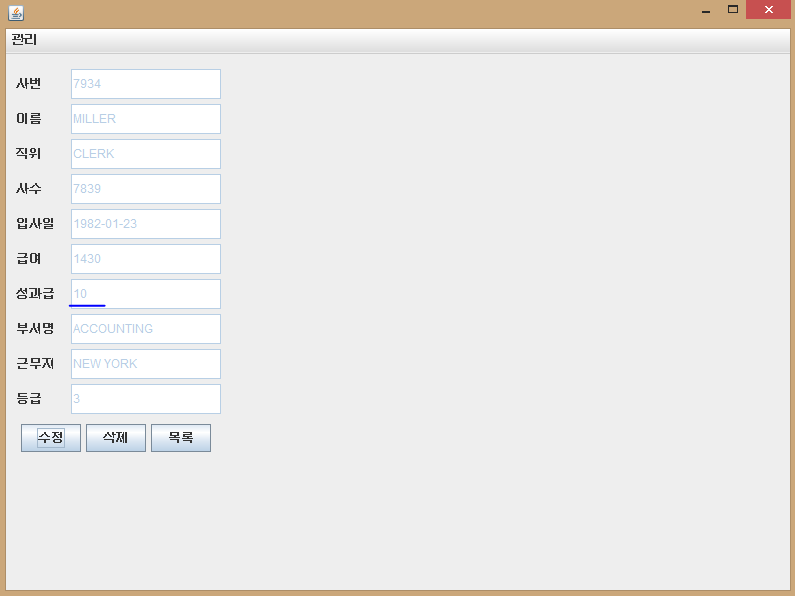 관리
사번 7934
이름 MILLER
직위 CLERK
사수 7839
입사일 1982-01-23
급여 1430
성과급 10
부서명 ACCOUNTING
근무지 NEW YORK
등급 3
수정 삭제 목록